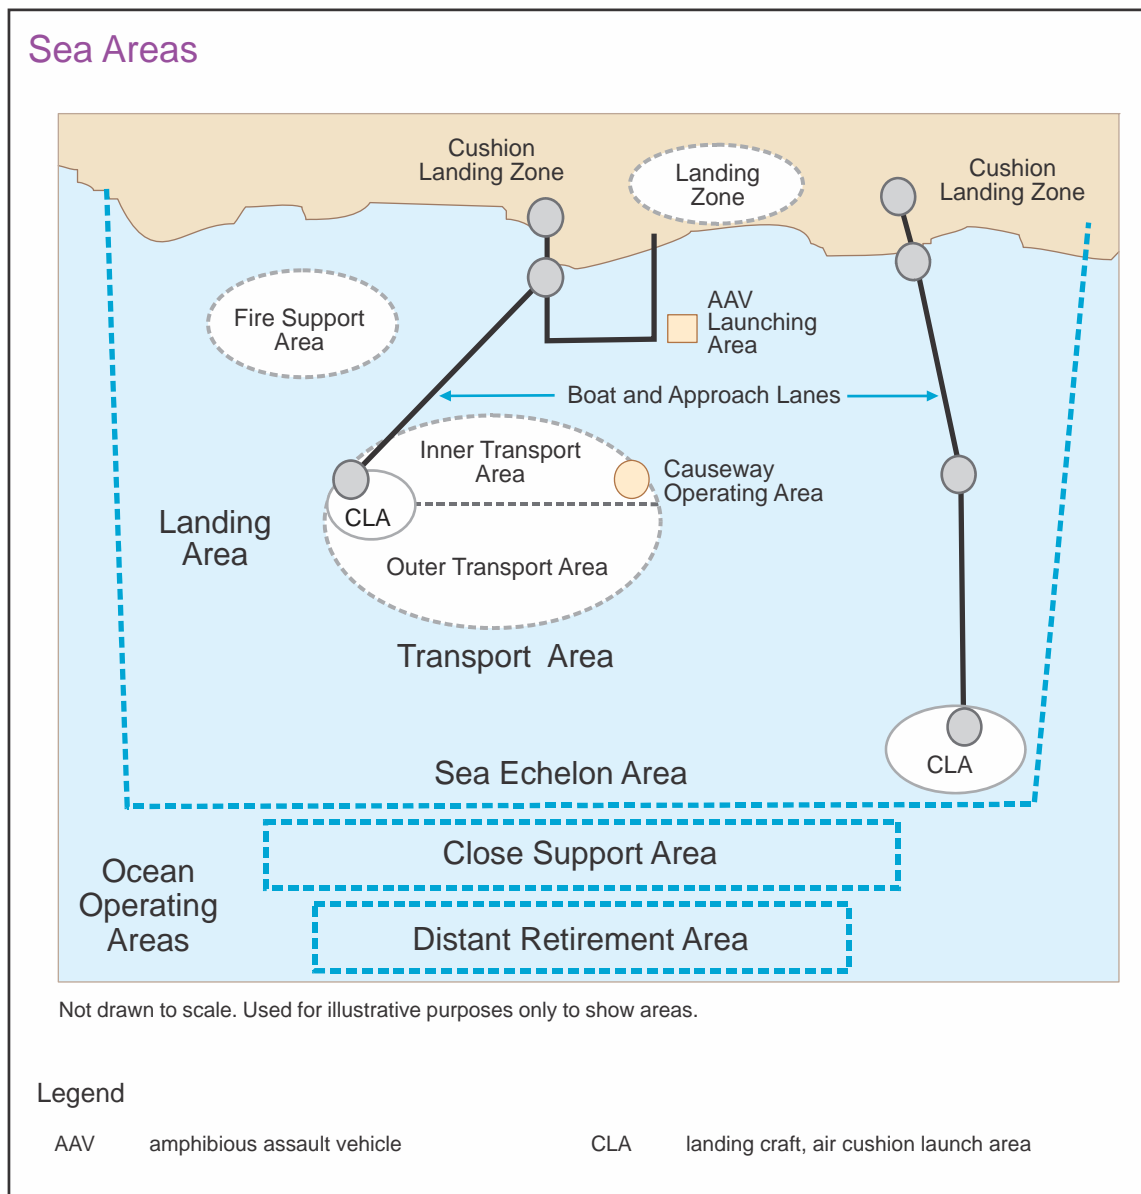 Sea Areas
Cushion
Landing Zone
Landing
Zone
Cushion
Landing Zone
Fire Support
Area
AAV
Launching
Area
Boat and Approach Lanes
Inner Transport
Area
Causeway
Operating Area
CLA
Landing
Area
Outer Transport Area
Transport Area
CLA
Sea Echelon Area
Close Support Area
Ocean
Operating
Areas
Distant Retirement Area
Not drawn to scale. Used for illustrative purposes only to show areas.
Legend
AAV amphibious assault vehicle
CLA landing craft, air cushion launch area